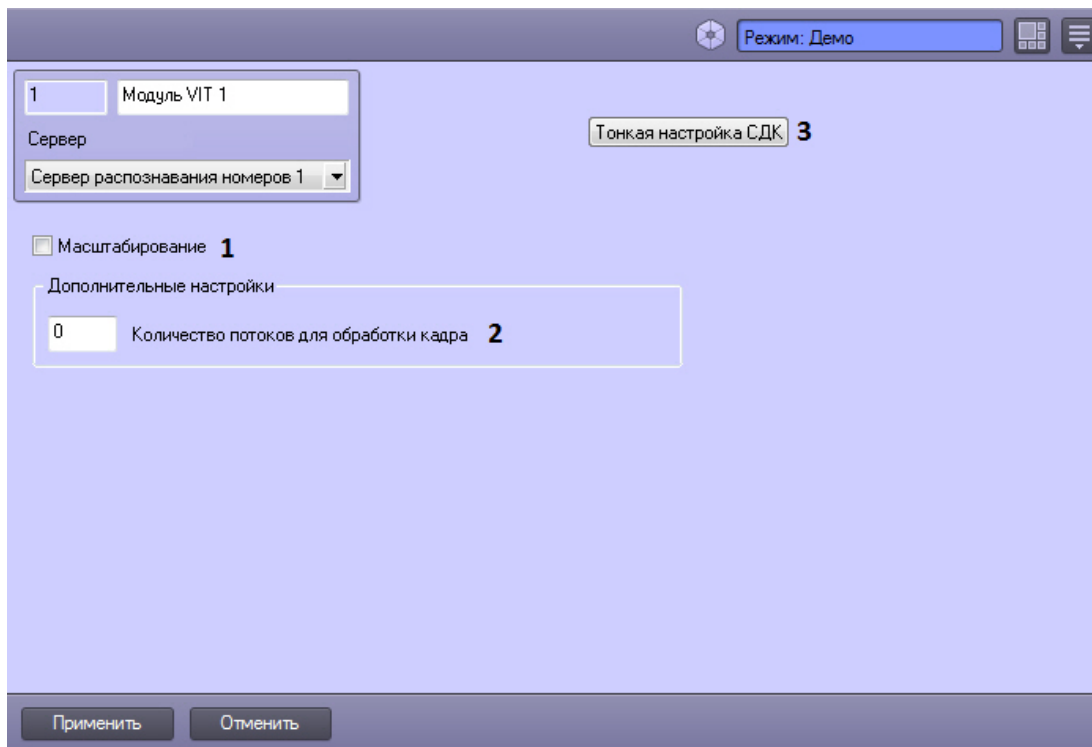 Режим: Демо
1
Модуль VIT 1
Сервер
Сервер распознавания номеров 1
Тонкая настройка СДК 3
Масштабирование 1
Дополнительные настройки
0 Количество потоков для обработки кадра 2
Применить Отменить